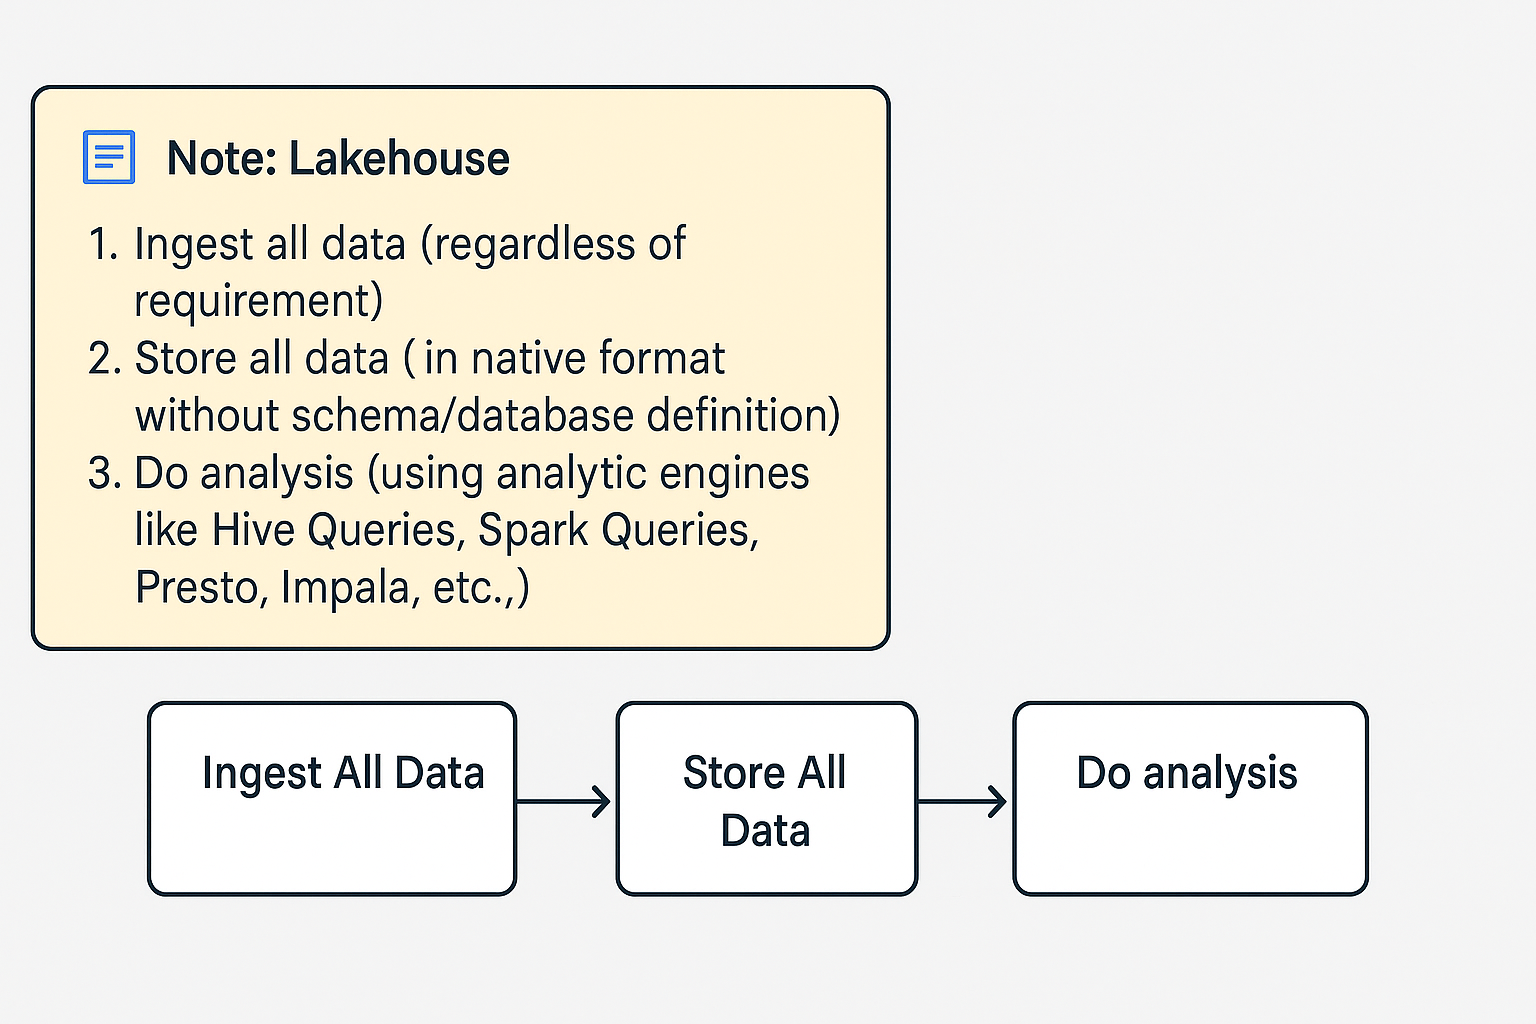 Note: Lakehouse
1. Ingest all data (regardless of
requirement)
2. Store all data ( in native format
without schema/database definition)
3. Do analysis (using analytic engines
like Hive Queries, Spark Queries,
Presto, Impala, etc.,)
Ingest All Data
Store All
Data
Do analysis